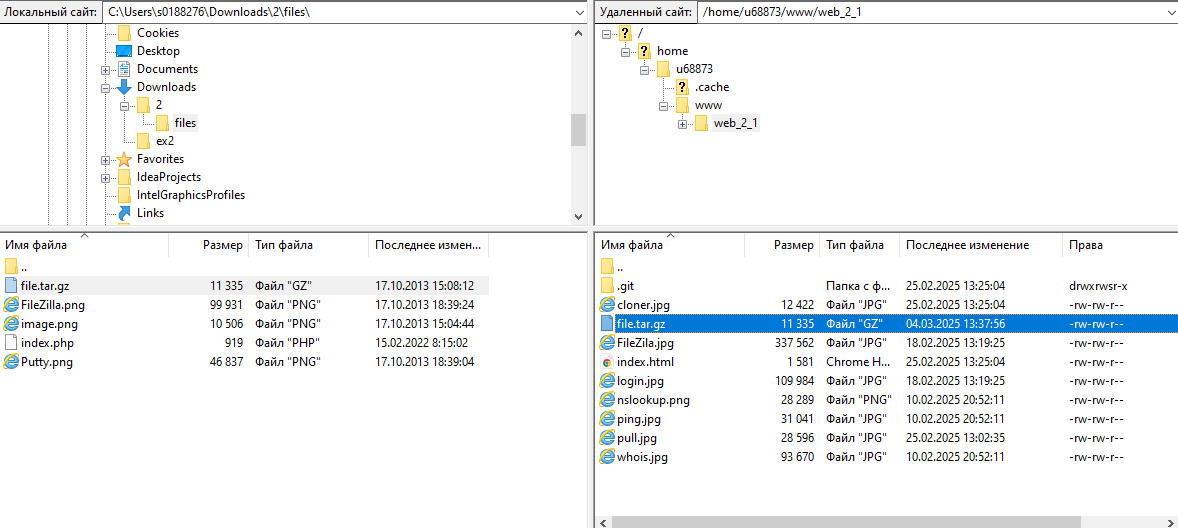 Локальный сайт: C:\Users\s0188276\Downloads\2\files\
Cookies
Desktop
Documents
Downloads
2
files
ex2
Favorites
IdeaProjects
IntelGraphicsProfiles
Links
Имя файла Размер Тип файла Последнее измен...
..
file.tar.gz 11 335 Файл "GZ" 17.10.2013 15:08:12
FileZilla.png 99 931 Файл "PNG" 17.10.2013 18:39:24
image.png 10 506 Файл "PNG" 17.10.2013 15:04:44
index.php 919 Файл "PHP" 15.02.2022 8:15:02
Putty.png 46 837 Файл "PNG" 17.10.2013 18:39:04
Удаленный сайт: /home/u68873/www/web_2_1
/
home
u68873
.cache
www
web_2_1
Имя файла Размер Тип файла Последнее изменение Права
..
.git Папка с ф... 25.02.2025 13:25:04 drwxrwsr-x
cloner.jpg 12 422 Файл "JPG" 25.02.2025 13:25:04 -rw-rw-r--
file.tar.gz 11 335 Файл "GZ" 04.03.2025 13:37:56 -rw-rw-r--
FileZila.jpg 337 562 Файл "JPG" 18.02.2025 13:19:25 -rw-rw-r--
index.html 1 581 Chrome H... 25.02.2025 13:25:04 -rw-rw-r--
login.jpg 109 984 Файл "JPG" 18.02.2025 13:19:25 -rw-rw-r--
nslookup.png 28 289 Файл "PNG" 10.02.2025 20:52:11 -rw-rw-r--
ping.jpg 31 041 Файл "JPG" 10.02.2025 20:52:11 -rw-rw-r--
pull.jpg 28 596 Файл "JPG" 25.02.2025 13:02:35 -rw-rw-r--
whois.jpg 93 670 Файл "JPG" 10.02.2025 20:52:11 -rw-rw-r--